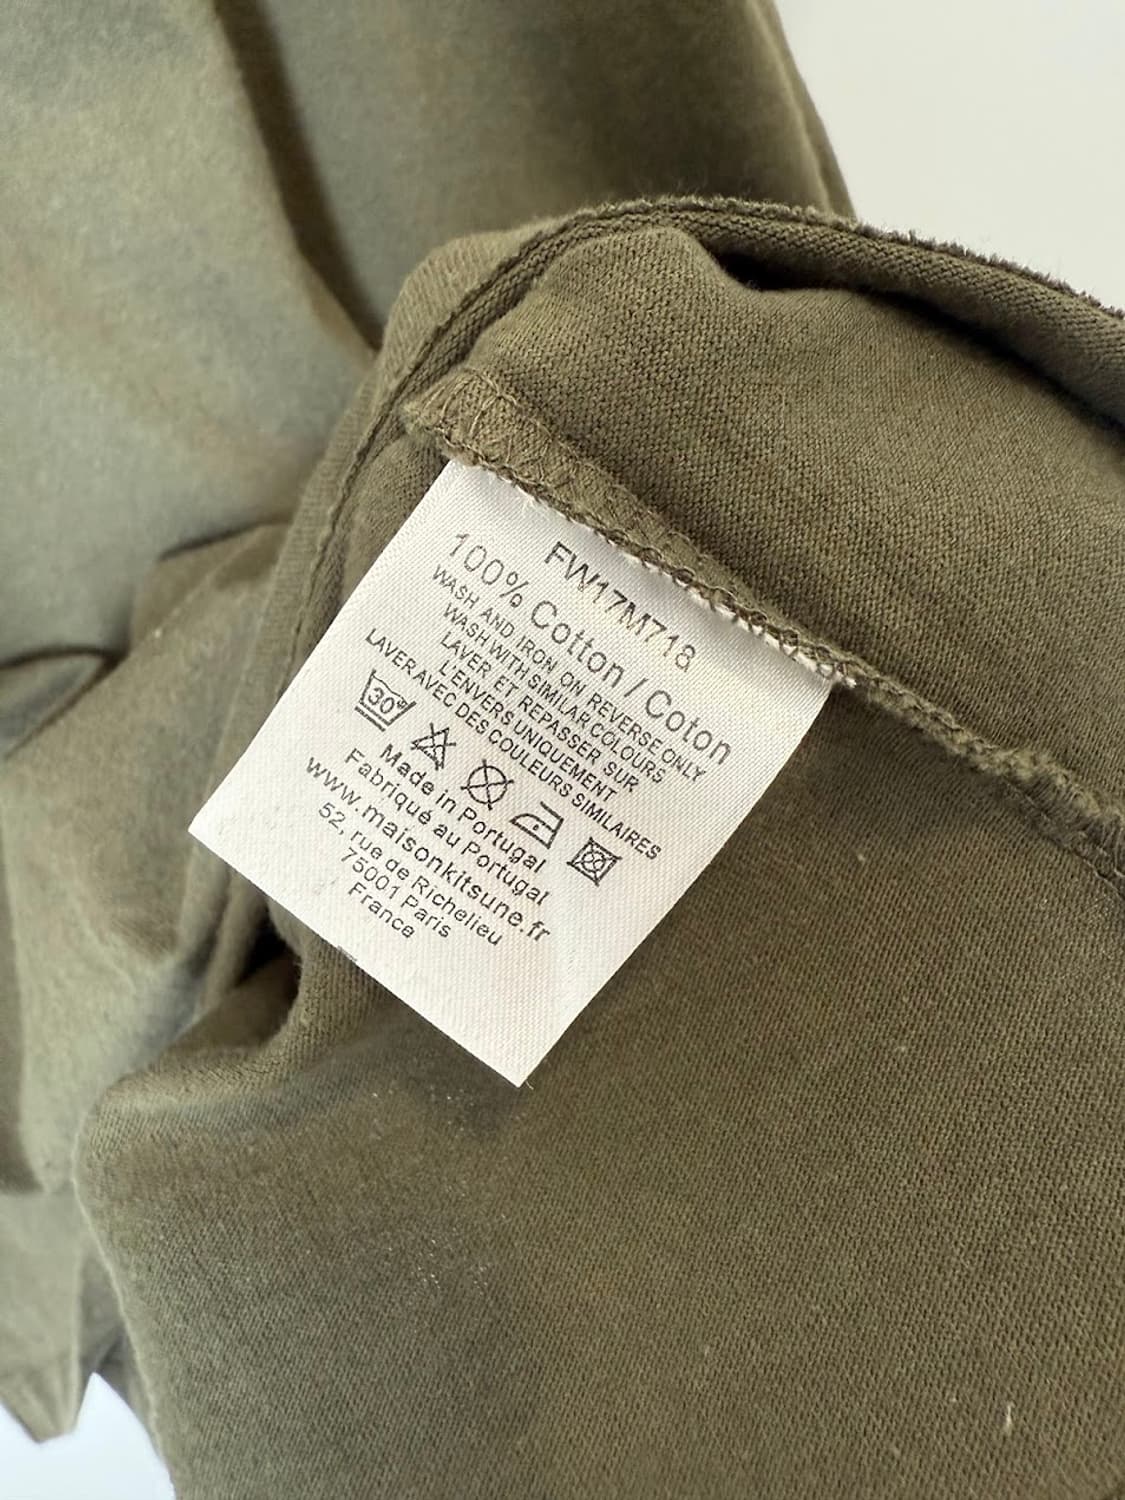 FW17M718
100% Cotton / Coton
WASH AND IRON ON REVERSE ONLY
WASH WITH SIMILAR COLOURS
LAVER ET REPASSER SUR
L'ENVERS UNIQUEMENT
LAVER AVEC DES COULEURS SIMILAIRES
30°
Made in Portugal
Fabriqué au Portugal
www.maisonkitsune.fr
52, rue de Richelieu
75001 Paris
France